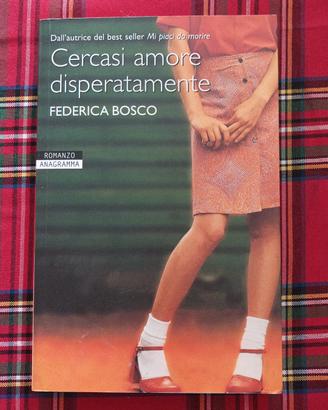 Dall'autrice del best seller Mi piaci da morire
Cercasi amore
disperatamente
FEDERICA BOSCO
ROMANZO
ANAGRAMMA